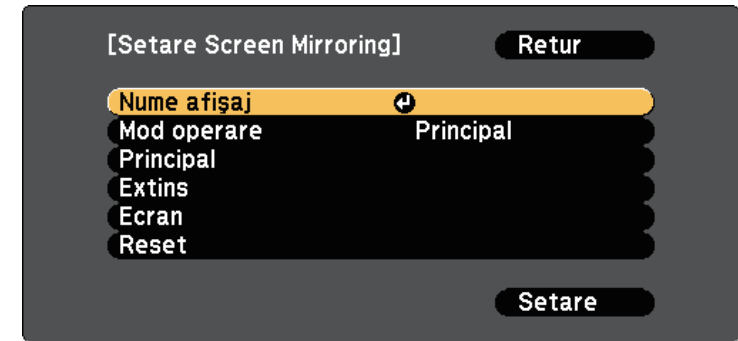 [Setare Screen Mirroring] Retur
Nume afişaj
Mod operare Principal
Principal
Extins
Ecran
Reset
Setare